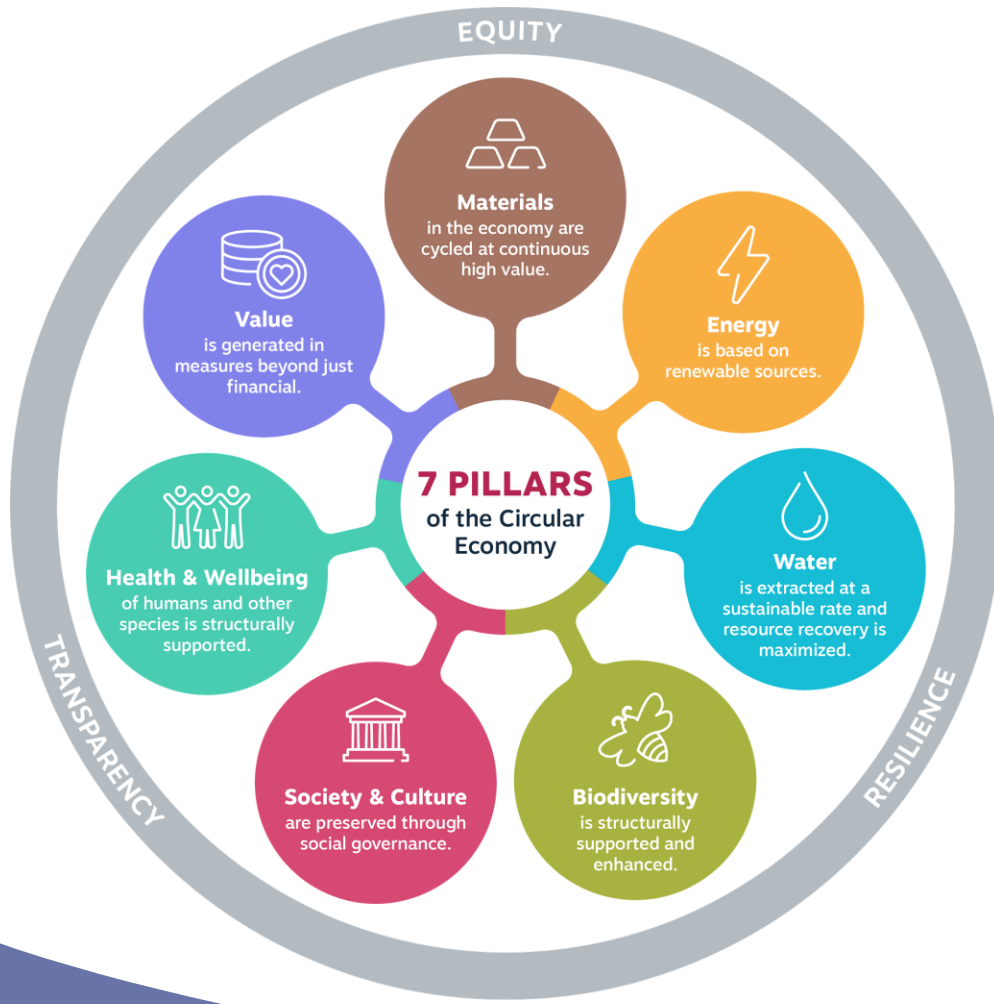 EQUITY
Materials
in the economy are
cycled at continuous
high value.
Energy
is based on
renewable sources.
Water
is extracted at a
sustainable rate and
resource recovery is
maximized.
Biodiversity
is structurally
supported and
enhanced.
Society & Culture
are preserved through
social governance.
Health & Wellbeing
of humans and other
species is structurally
supported.
Value
is generated in
measures beyond just
financial.
7 PILLARS
of the Circular
Economy
RESILIENCE
TRANSPARENCY